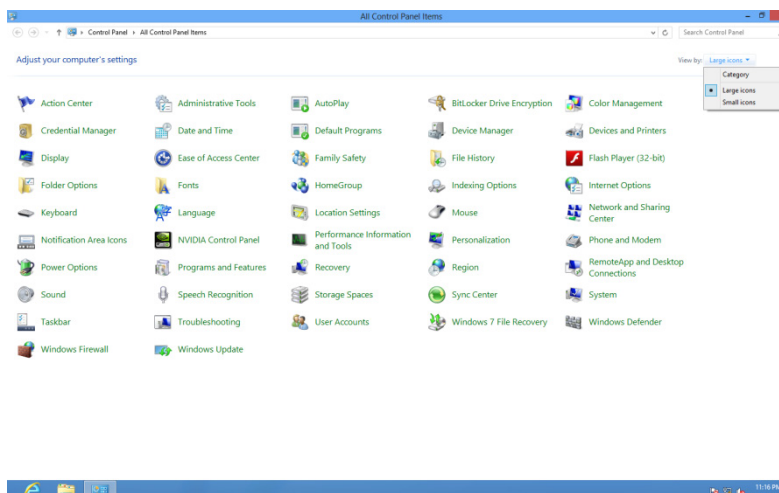 All Control Panel Items
Control Panel All Control Panel Items
Search Control Panel
Adjust your computer's settings
View by: Large icons
Category
Large icons
Small icons
Action Center
Administrative Tools
AutoPlay
BitLocker Drive Encryption
Color Management
Credential Manager
Date and Time
Default Programs
Device Manager
Devices and Printers
Display
Ease of Access Center
Family Safety
File History
Flash Player (32-bit)
Folder Options
Fonts
HomeGroup
Indexing Options
Internet Options
Keyboard
Language
Location Settings
Mouse
Network and Sharing
Center
Notification Area Icons
NVIDIA Control Panel
Performance Information
and Tools
Personalization
Phone and Modem
Power Options
Programs and Features
Recovery
Region
RemoteApp and Desktop
Connections
Sound
Speech Recognition
Storage Spaces
Sync Center
System
Taskbar
Troubleshooting
User Accounts
Windows 7 File Recovery
Windows Defender
Windows Firewall
Windows Update
11:16 PM